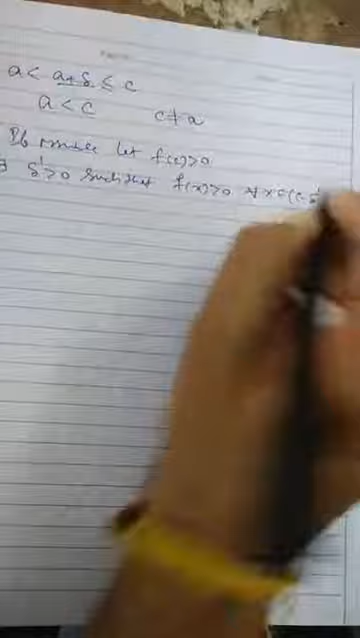 a < a+δ ≤ c
a < c c ≠ a
If possible let f(c)>0
∃ δ'>0 such that f(x)>0 ∀ x ∈ (c-δ'